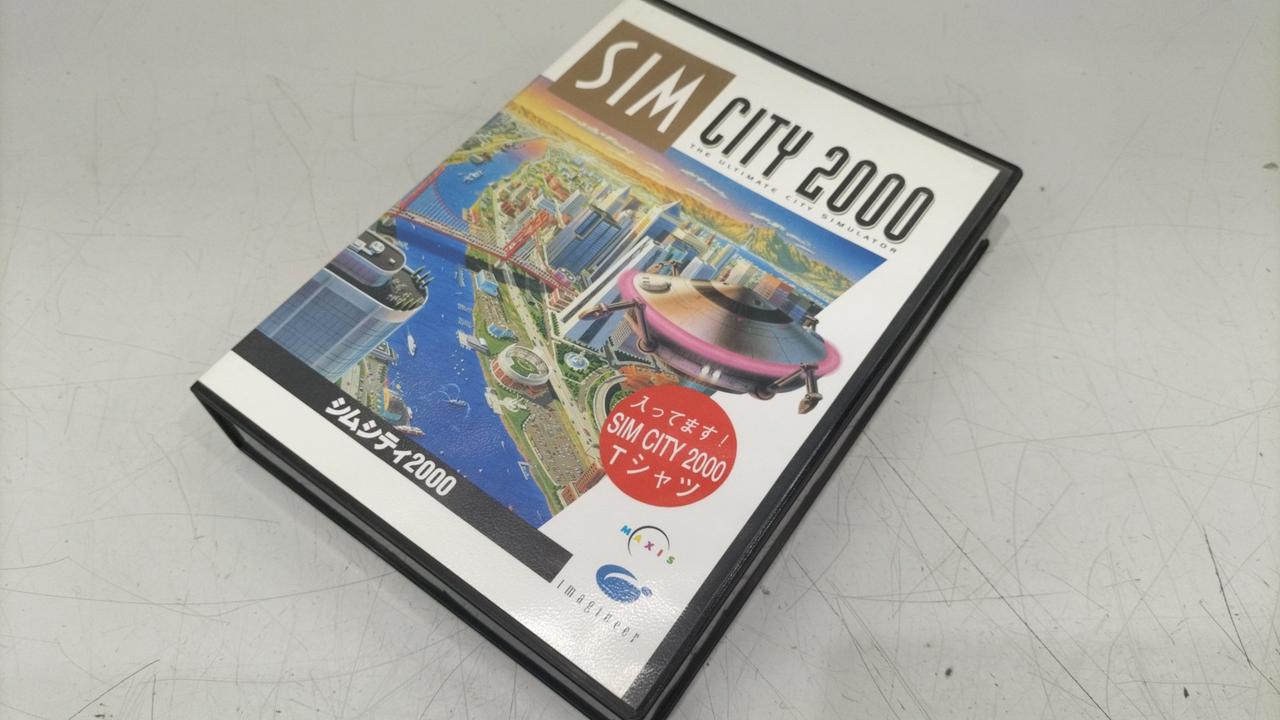 SIM
CITY 2000
THE ULTIMATE CITY SIMULATOR
シムシティ2000
入ってます!
SIM CITY 2000
Tシャツ
MAXIS
imagineer